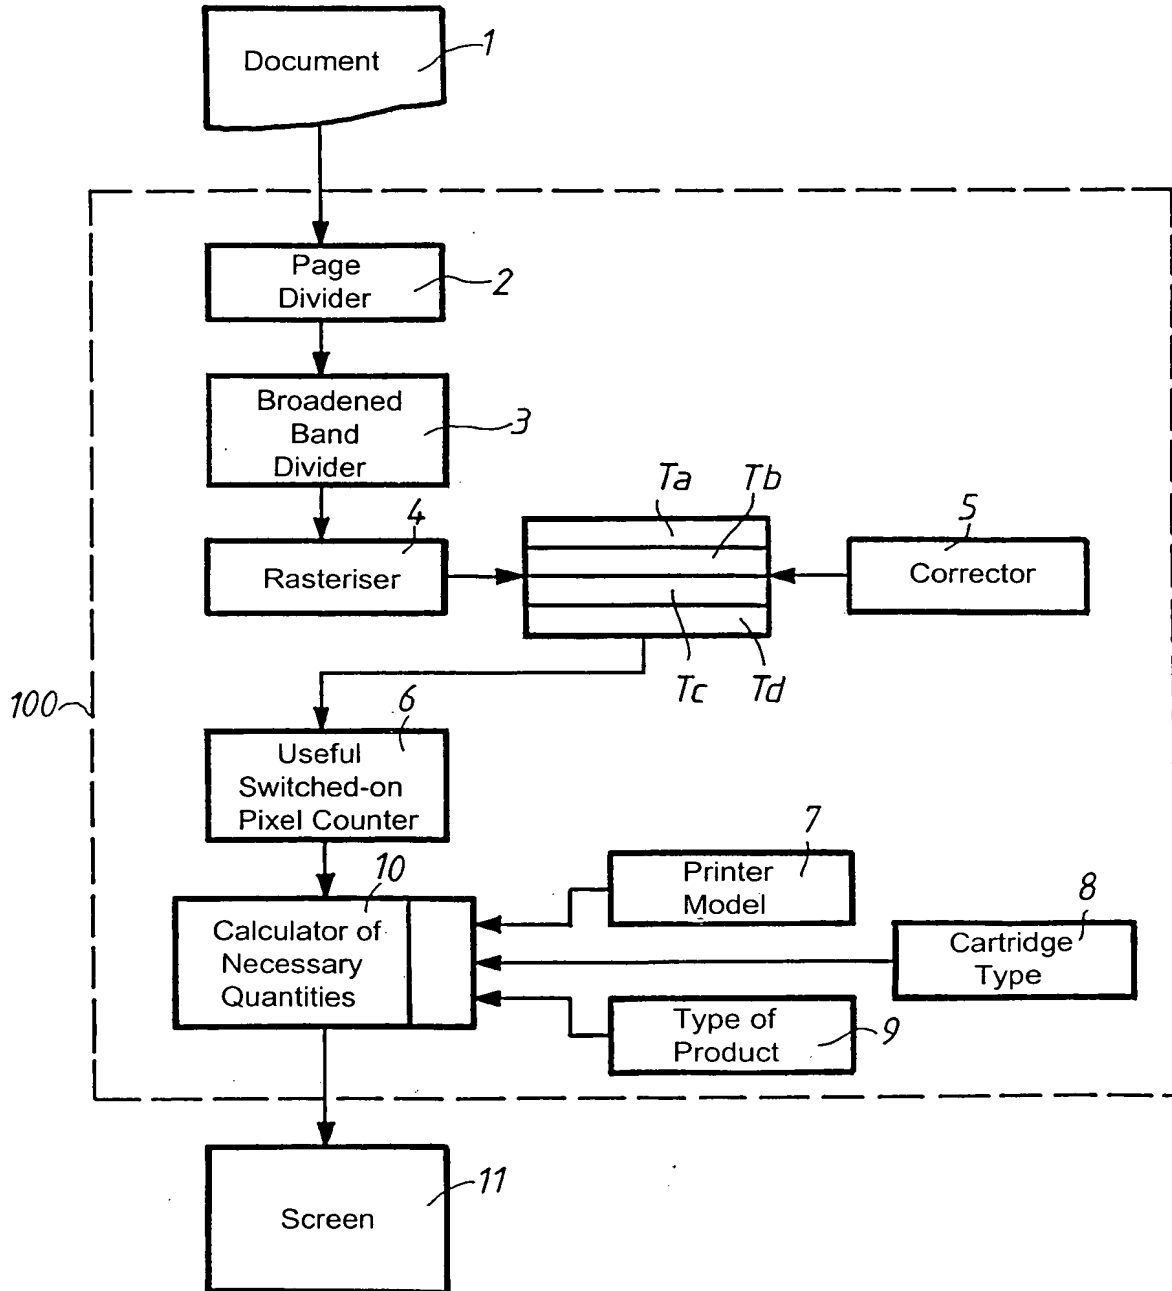 Document
1
Page
Divider
2
Broadened
Band
Divider
3
4
Rasteriser
Ta
Tb
Tc
Td
5
Corrector
100
6
Useful
Switched-on
Pixel Counter
7
Printer
Model
10
Calculator of
Necessary
Quantities
8
Cartridge
Type
Type of
Product
9
Screen
11